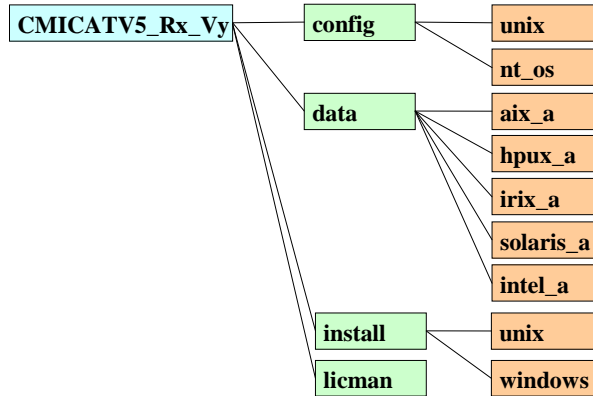 CMICATV5_Rx_Vy
config
unix
nt_os
data
aix_a
hpux_a
irix_a
solaris_a
intel_a
install
unix
licman
windows